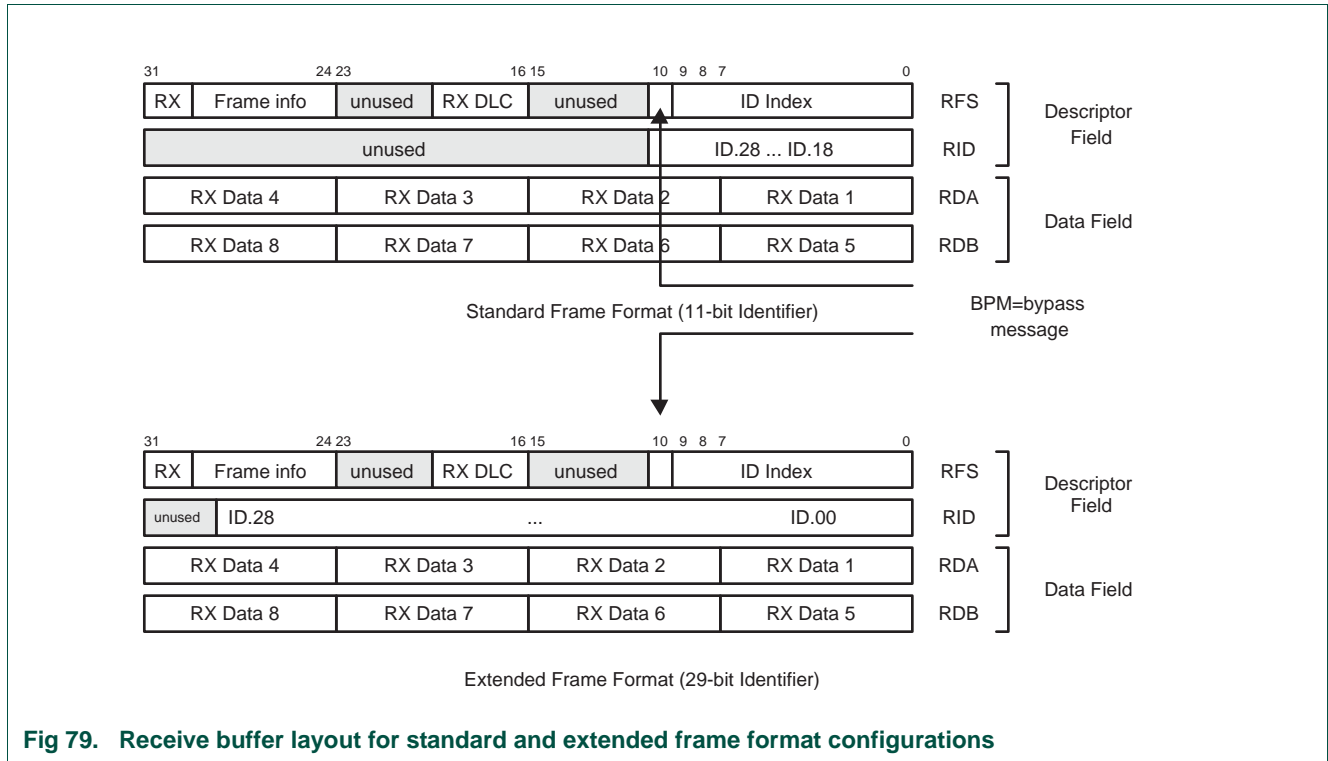 31 24 23 16 15 10 9 8 7 0
RX Frame info unused RX DLC unused ID Index RFS
Descriptor
Field
unused ID.28 ... ID.18 RID
RX Data 4 RX Data 3 RX Data 2 RX Data 1 RDA
Data Field
RX Data 8 RX Data 7 RX Data 6 RX Data 5 RDB
Standard Frame Format (11-bit Identifier)
BPM=bypass
message
31 24 23 16 15 10 9 8 7 0
RX Frame info unused RX DLC unused ID Index RFS
Descriptor
Field
unused ID.28 ... ID.00 RID
RX Data 4 RX Data 3 RX Data 2 RX Data 1 RDA
Data Field
RX Data 8 RX Data 7 RX Data 6 RX Data 5 RDB
Extended Frame Format (29-bit Identifier)
Fig 79. Receive buffer layout for standard and extended frame format configurations